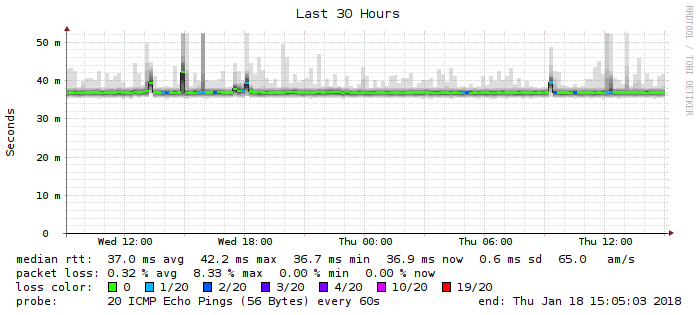 Last 30 Hours
RRDTOOL / TOBI OETIKER
Seconds
50 m
40 m
30 m
20 m
10 m
0
Wed 12:00 Wed 18:00 Thu 00:00 Thu 06:00 Thu 12:00
median rtt: 37.0 ms avg 42.2 ms max 36.7 ms min 36.9 ms now 0.6 ms sd 65.0 am/s
packet loss: 0.32 % avg 8.33 % max 0.00 % min 0.00 % now
loss color: 0 1/20 2/20 3/20 4/20 10/20 19/20
probe: 20 ICMP Echo Pings (56 Bytes) every 60s end: Thu Jan 18 15:05:03 2018